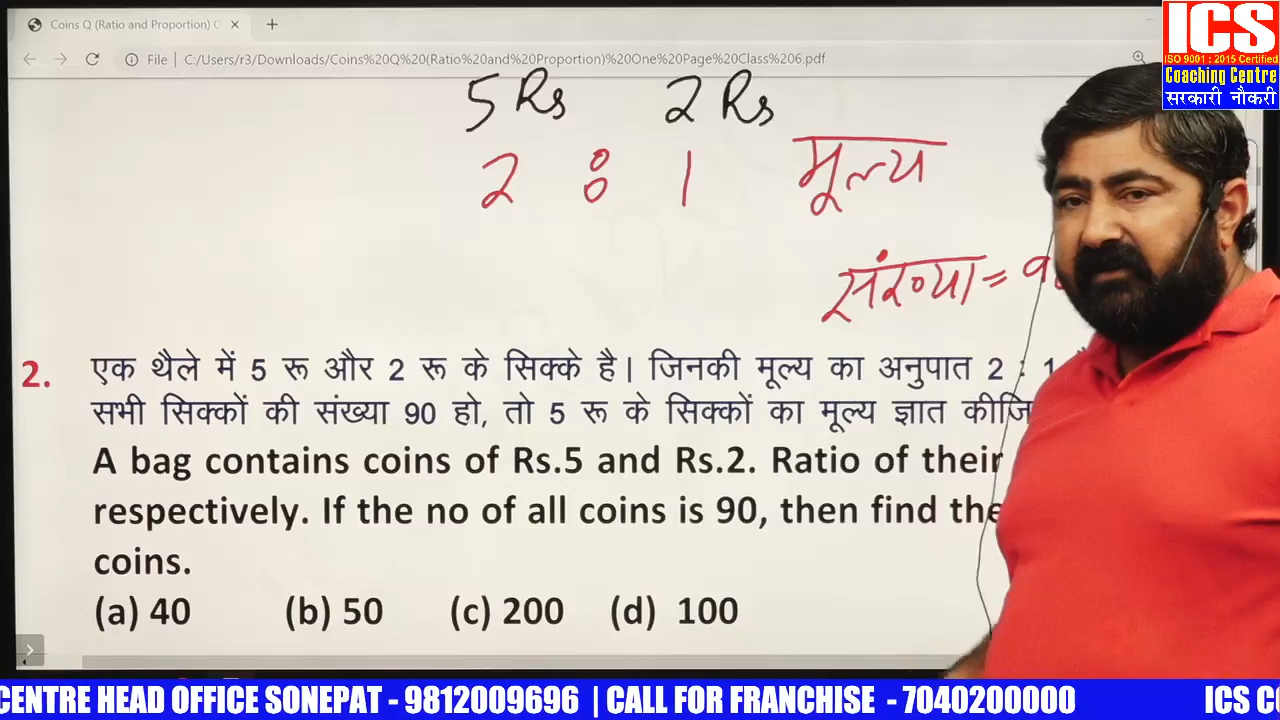 Coins Q (Ratio and Proportion) O
File C:/Users/r3/Downloads/Coins%20Q%20(Ratio%20and%20Proportion)%20One%20Page%20Class%206.pdf
ICS
ISO 9001 : 2015 Certified
Coaching Centre
सरकारी नौकरी
5 Rs 2 Rs
2 : 1 मूल्य
संख्या =
2. एक थैले में 5 रू और 2 रू के सिक्के है। जिनकी मूल्य का अनुपात 2 : 1
सभी सिक्कों की संख्या 90 हो, तो 5 रू के सिक्कों का मूल्य ज्ञात कीजि
A bag contains coins of Rs.5 and Rs.2. Ratio of their
respectively. If the no of all coins is 90, then find the
coins.
(a) 40 (b) 50 (c) 200 (d) 100
CENTRE HEAD OFFICE SONEPAT - 9812009696 | CALL FOR FRANCHISE - 7040200000 ICS CO